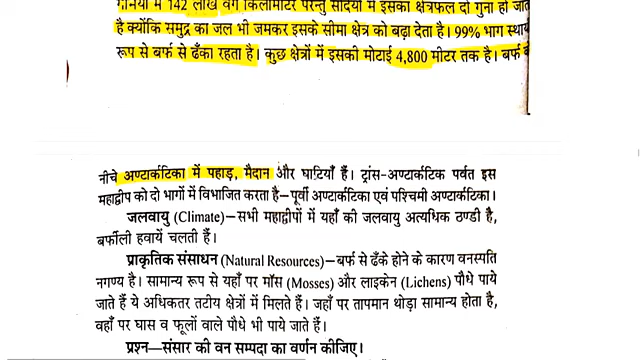 में 142 लाख वर्ग किलोमीटर परन्तु सर्दियों में इसका क्षेत्रफल दो गुना हो
है क्योंकि समुद्र का जल भी जमकर इसके सीमा क्षेत्र को बढ़ा देता है। 99% भाग
रूप से बर्फ से ढँका रहता है। कुछ क्षेत्रों में इसकी मोटाई 4,800 मीटर तक है। बर्फ
नीचे अण्टार्कटिका में पहाड़, मैदान और घाटियाँ हैं। ट्रांस-अण्टार्कटिक पर्वत इस
महाद्वीप को दो भागों में विभाजित करता है–पूर्वी अण्टार्कटिका एवं पश्चिमी अण्टार्कटिका।
जलवायु (Climate)–सभी महाद्वीपों में यहाँ की जलवायु अत्यधिक ठण्डी है,
बर्फीली हवायें चलती हैं।
प्राकृतिक संसाधन (Natural Resources)–बर्फ से ढँके होने के कारण वनस्पति
नगण्य है। सामान्य रूप से यहाँ पर मॉस (Mosses) और लाइकेन (Lichens) पौधे पाये
जाते हैं ये अधिकतर तटीय क्षेत्रों में मिलते हैं। जहाँ पर तापमान थोड़ा सामान्य होता है,
वहाँ पर घास व फूलों वाले पौधे भी पाये जाते हैं।
प्रश्न–संसार की वन सम्पदा का वर्णन कीजिए।